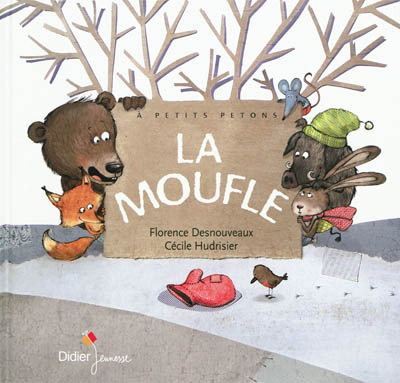 À PETITS PETONS
LA
MOUFLE
Florence Desnouveaux
Cécile Hudrisier
Didier Jeunesse